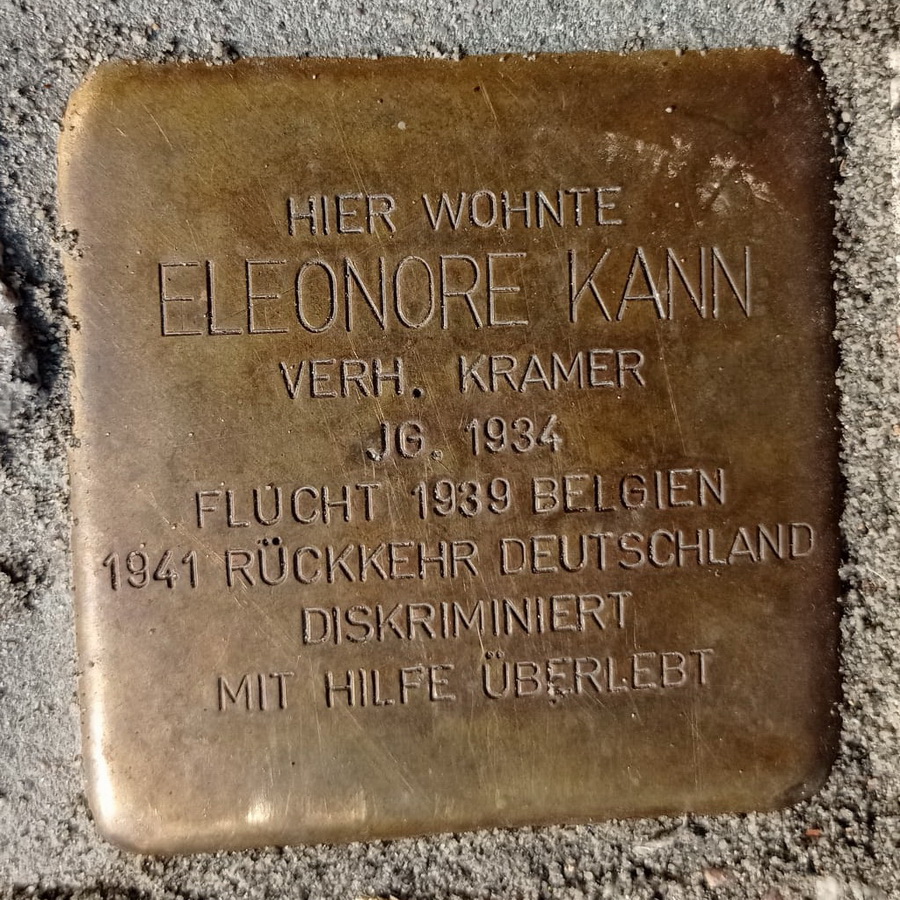 HIER WOHNTE
ELEONORE KANN
VERH. KRAMER
JG. 1934
FLUCHT 1939 BELGIEN
1941 RÜCKKEHR DEUTSCHLAND
DISKRIMINIERT
MIT HILFE ÜBERLEBT